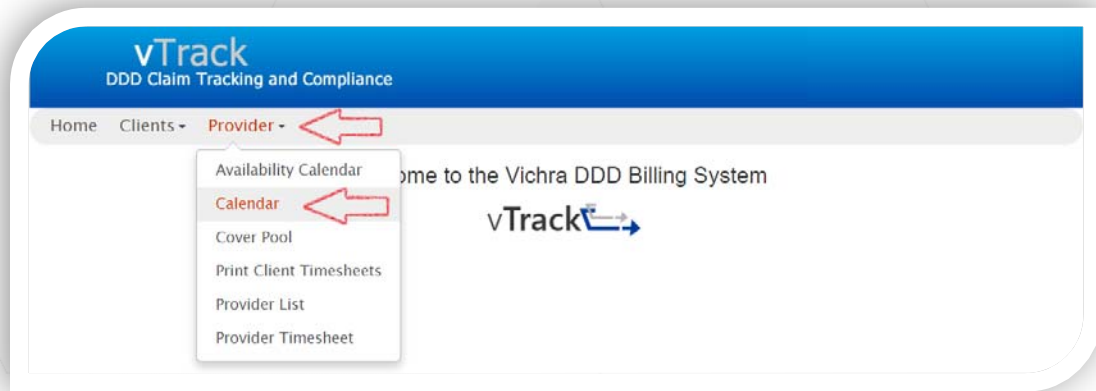 vTrack
DDD Claim Tracking and Compliance
Home Clients Provider
Availability Calendar
Calendar
Cover Pool
Print Client Timesheets
Provider List
Provider Timesheet
ome to the Vichra DDD Billing System
vTrack